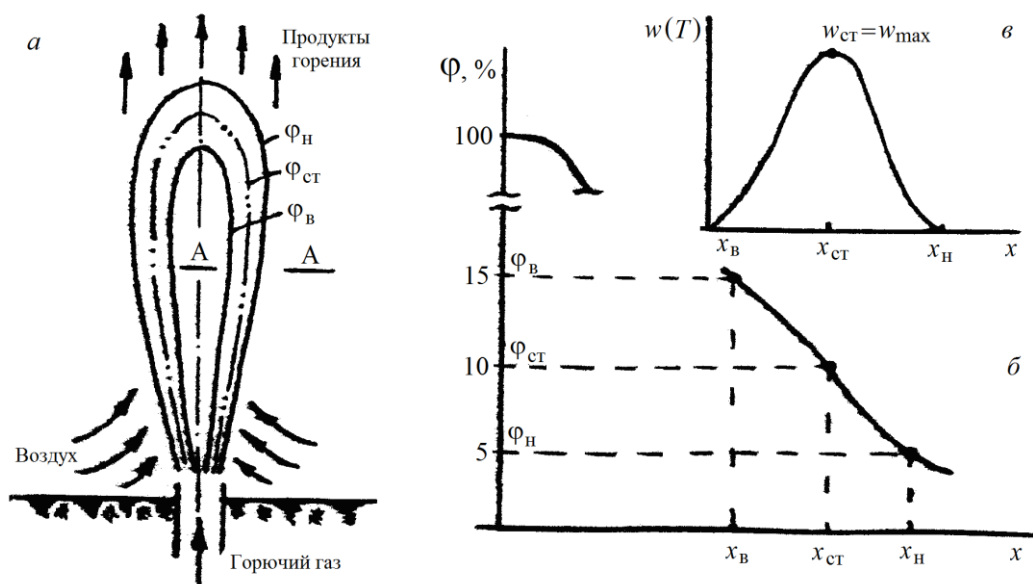 а
Продукты
горения
φн
φст
φв
А
А
Воздух
Горючий газ
φ, %
100
15
10
5
φв
φст
φн
xв
xст
xн
x
б
w(T)
wст=wmax
в
xв
xст
xн
x